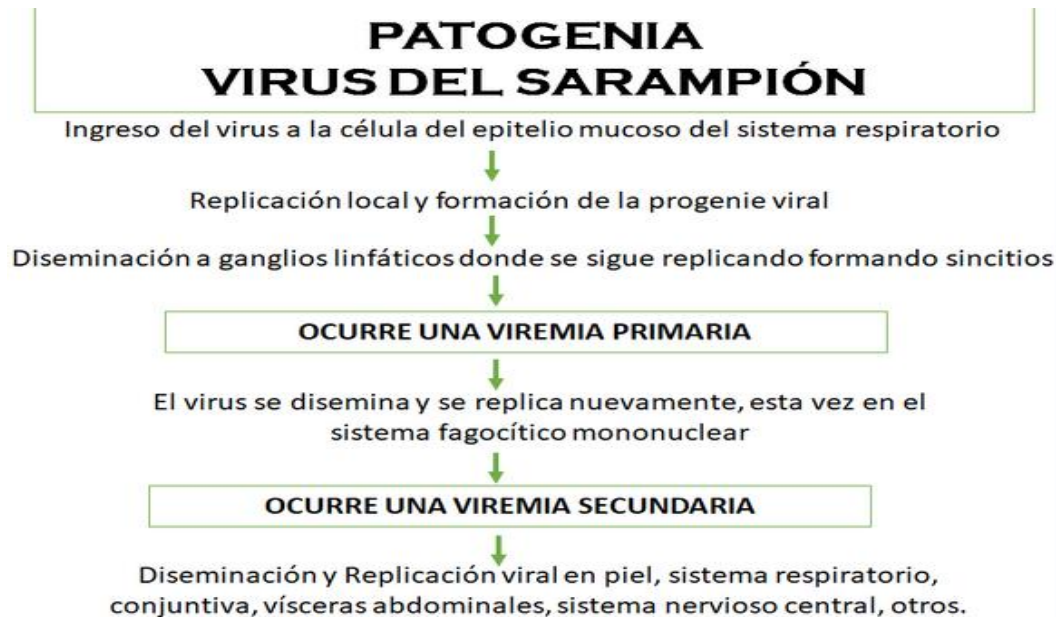 PATOGENIA
VIRUS DEL SARAMPIÓN
Ingreso del virus a la célula del epitelio mucoso del sistema respiratorio
Replicación local y formación de la progenie viral
Diseminación a ganglios linfáticos donde se sigue replicando formando sincitios
OCURRE UNA VIREMIA PRIMARIA
El virus se disemina y se replica nuevamente, esta vez en el
sistema fagocítico mononuclear
OCURRE UNA VIREMIA SECUNDARIA
Diseminación y Replicación viral en piel, sistema respiratorio,
conjuntiva, vísceras abdominales, sistema nervioso central, otros.